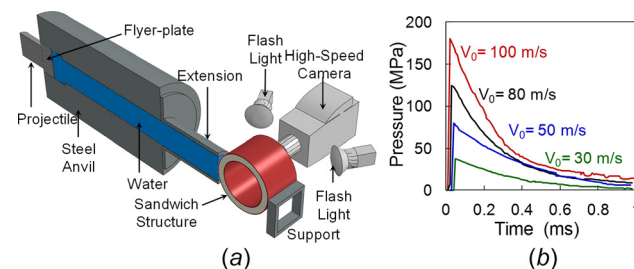 (a)
Flyer-plate
Projectile
Steel
Anvil
Water
Extension
Sandwich
Structure
Flash
Light
High-Speed
Camera
Flash
Light
Support
(a)
Pressure (MPa)
200
150
100
50
0
V0= 100 m/s
V0= 80 m/s
V0= 50 m/s
V0= 30 m/s
0 0.2 0.4 0.6 0.8 1
Time (ms)
(b)